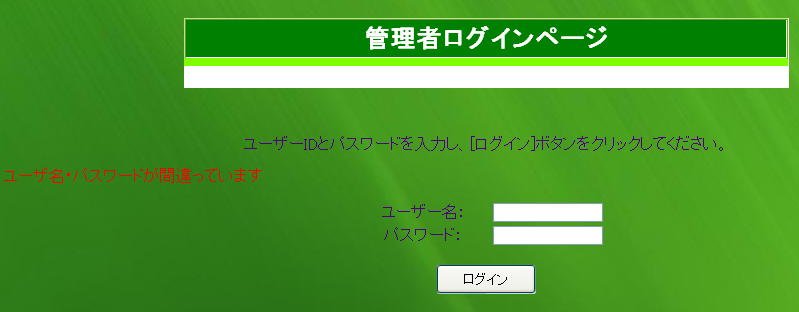 管理者ログインページ
ユーザーIDとパスワードを入力し、[ログイン]ボタンをクリックしてください。
ユーザ名・パスワードが間違っています
ユーザー名：
パスワード：
ログイン